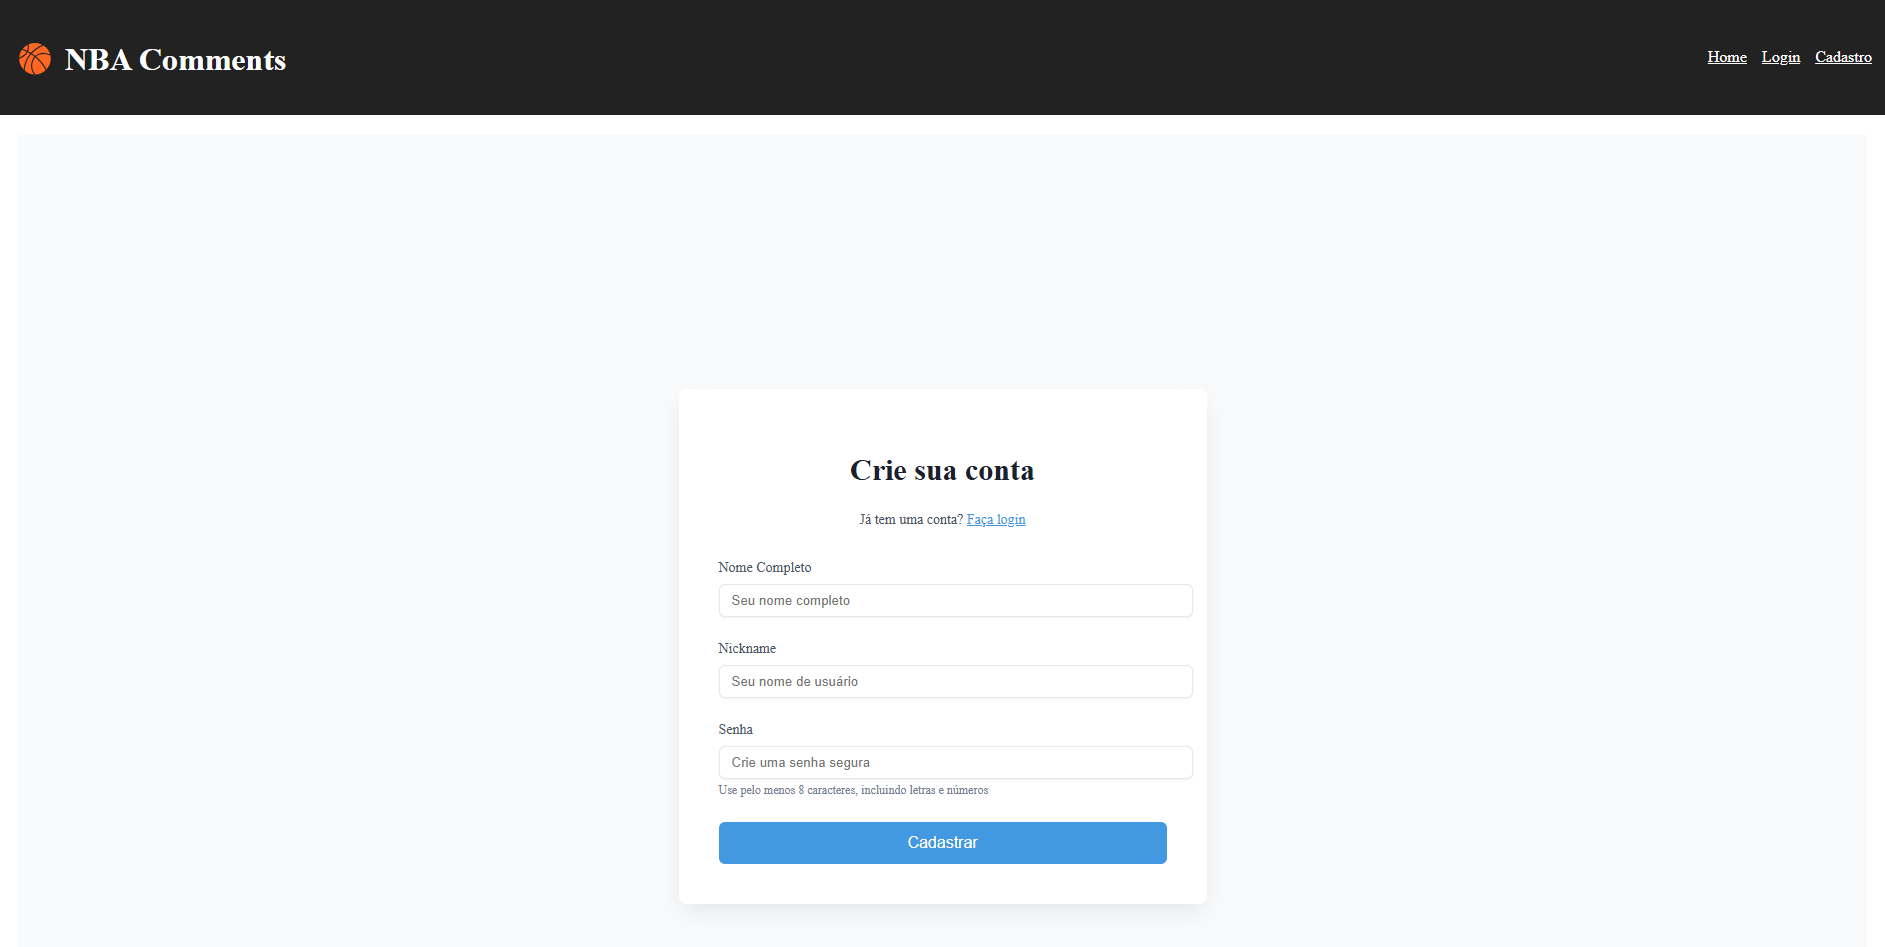 NBA Comments
Home Login Cadastro
Crie sua conta
Já tem uma conta? Faça login
Nome Completo
Seu nome completo
Nickname
Seu nome de usuário
Senha
Crie uma senha segura
Use pelo menos 8 caracteres, incluindo letras e números
Cadastrar